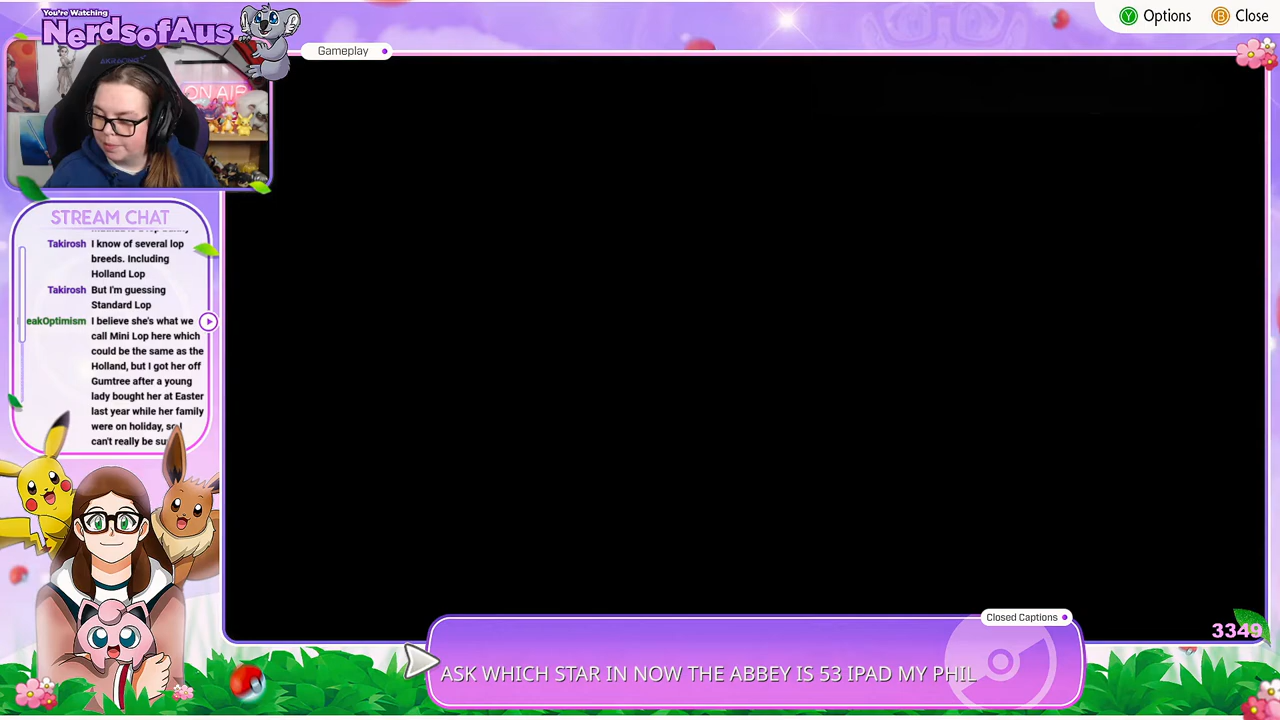 You're Watching
NerdsofAus
Y Options B Close
Gameplay
ON AIR
STREAM CHAT
Takirosh I know of several lop
breeds. Including
Holland Lop
Takirosh But I'm guessing
Standard Lop
eakOptimism I believe she's what we
call Mini Lop here which
could be the same as the
Holland, but I got her off
Gumtree after a young
lady bought her at Easter
last year while her family
were on holiday, so I
can't really be su
Closed Captions
3349
ASK WHICH STAR IN NOW THE ABBEY IS 53 IPAD MY PHIL